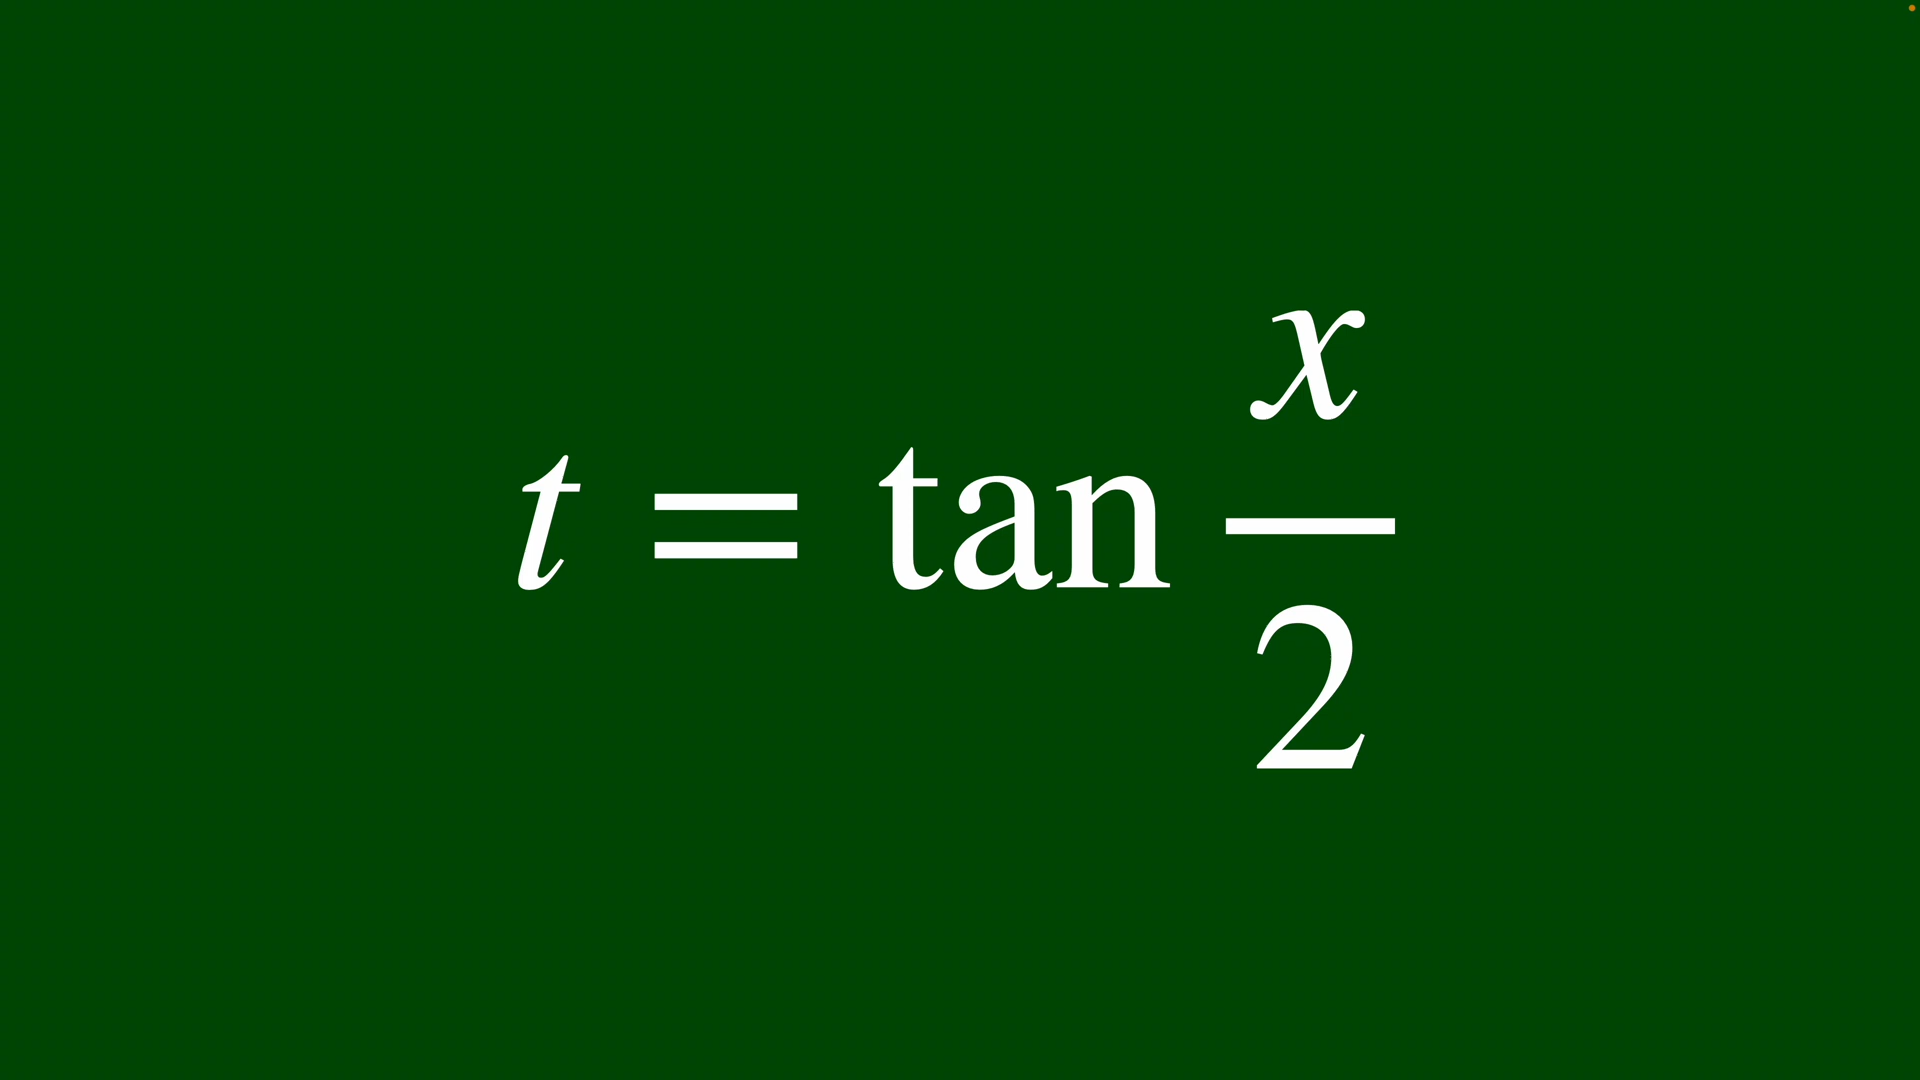 t = tan x/2